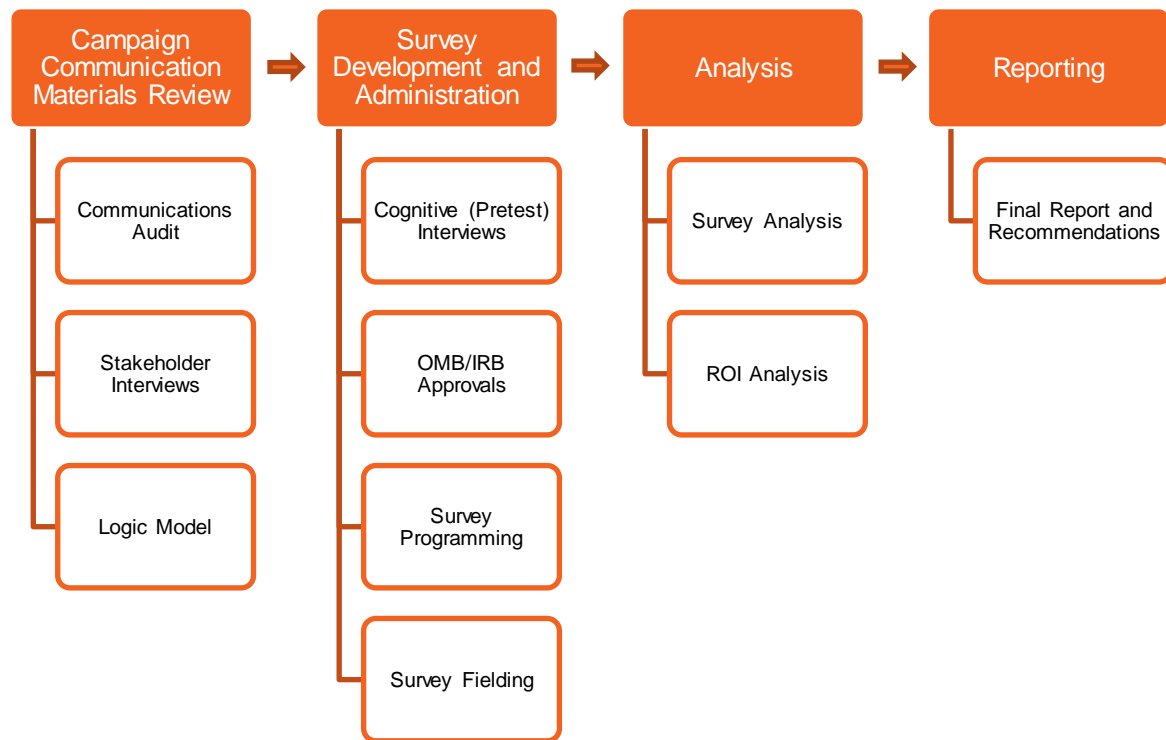 Campaign
Communication
Materials Review
Communications
Audit
Stakeholder
Interviews
Logic Model
Survey
Development and
Administration
Cognitive (Pretest)
Interviews
OMB/IRB
Approvals
Survey
Programming
Survey Fielding
Analysis
Survey Analysis
ROI Analysis
Reporting
Final Report and
Recommendations